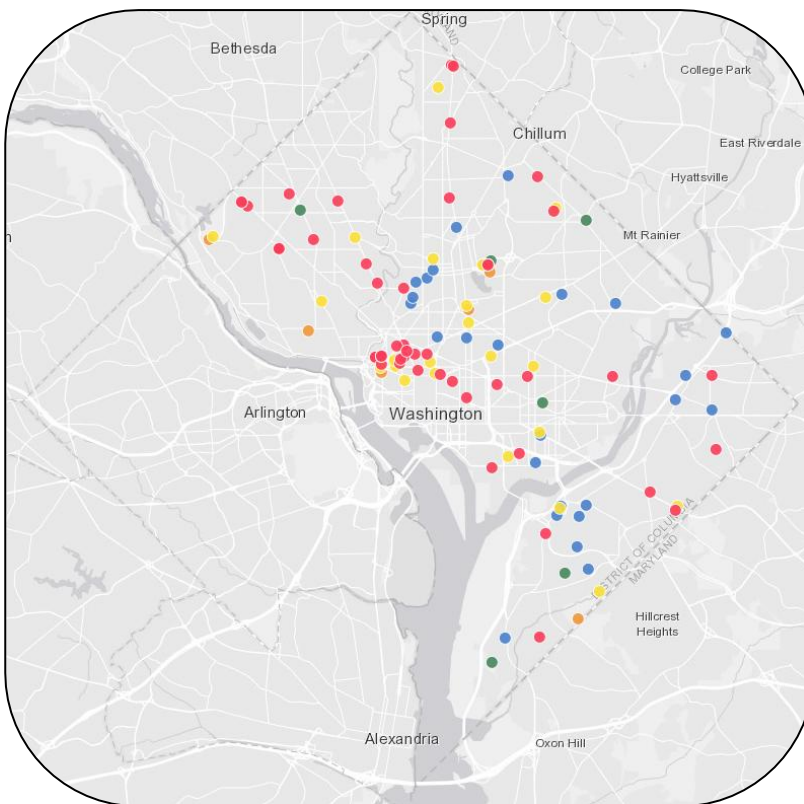 Spring
LAND
Bethesda
College Park
Chillum
East Riverdale
Hyattsville
Mt Rainier
Arlington
Washington
DISTRICT OF COLUMBIA
MARYLAND
Hillcrest
Heights
Alexandria
Oxon Hill